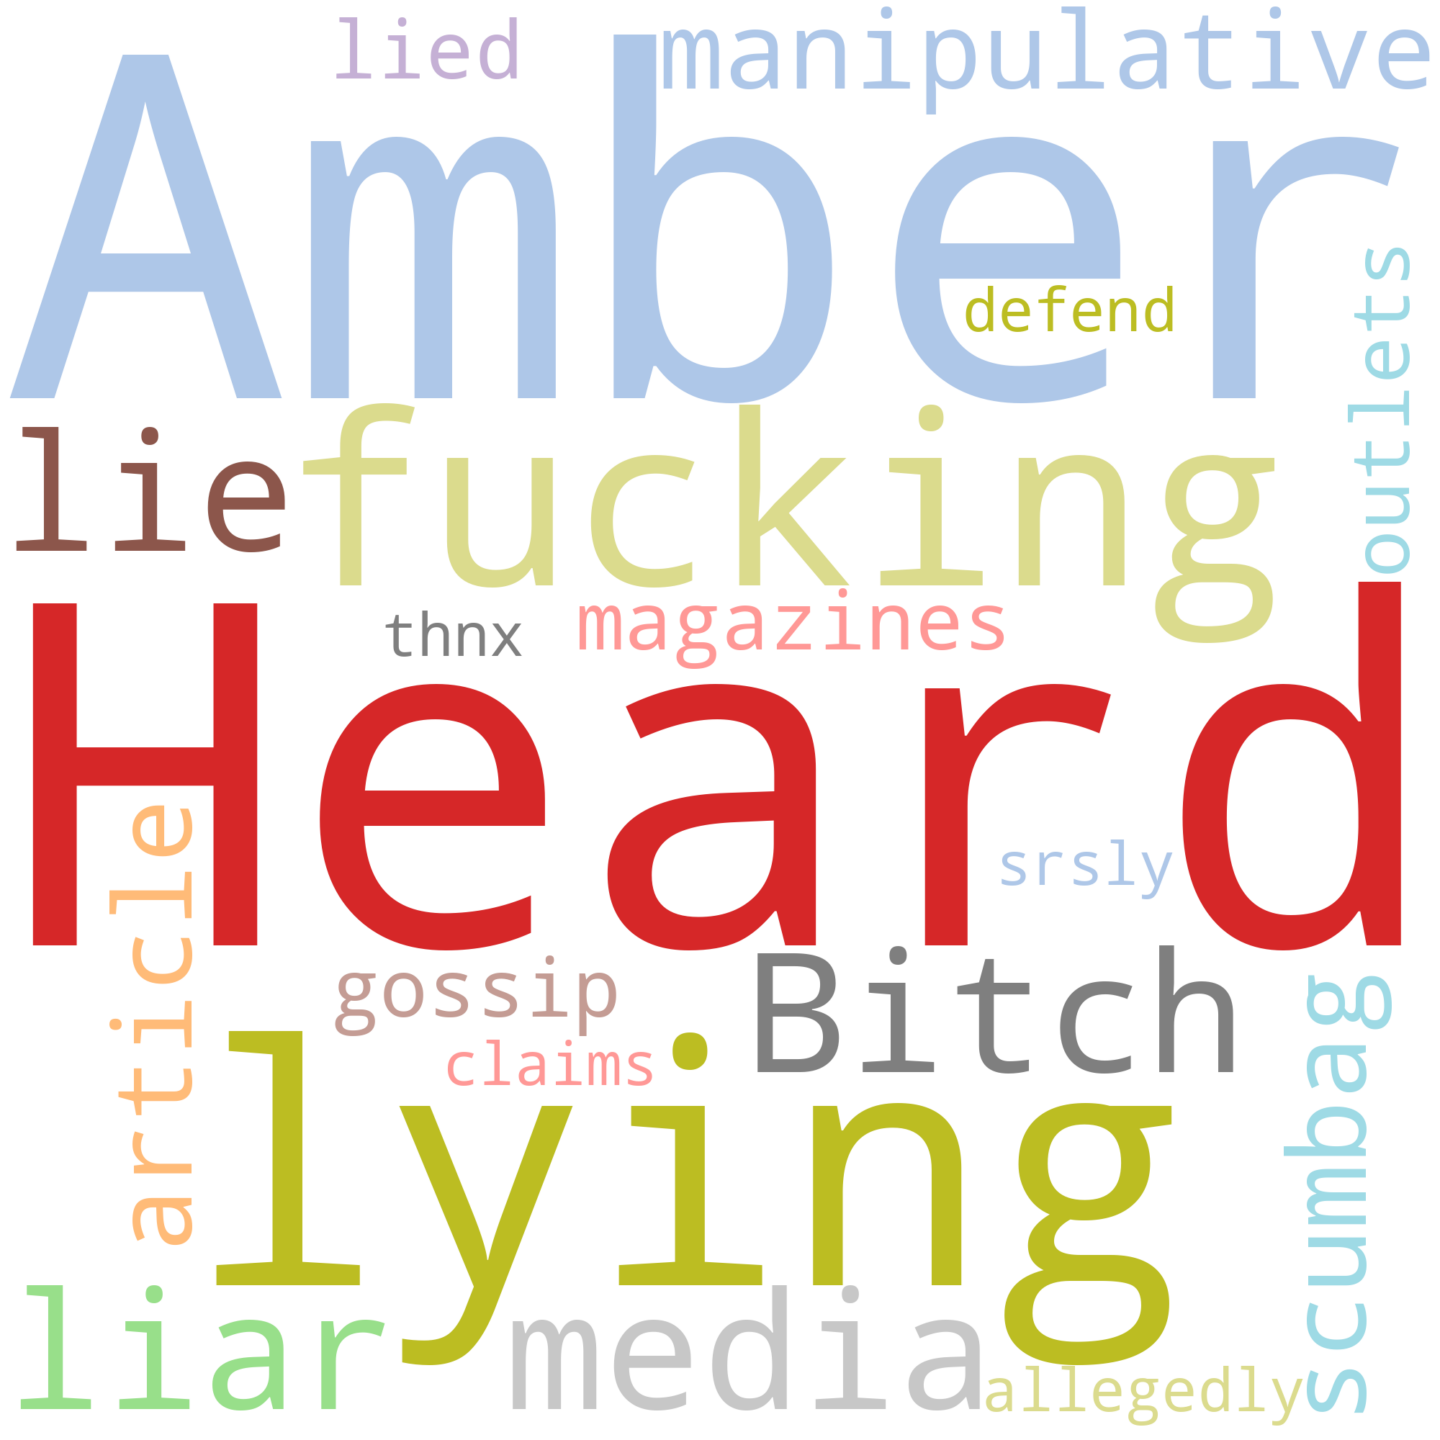 lied
manipulative
Amber
defend
outlets
lie
fucking
thnx
magazines
Heard
srsly
article
gossip
Bitch
claims
lying
scumbag
liar
media
allegedly